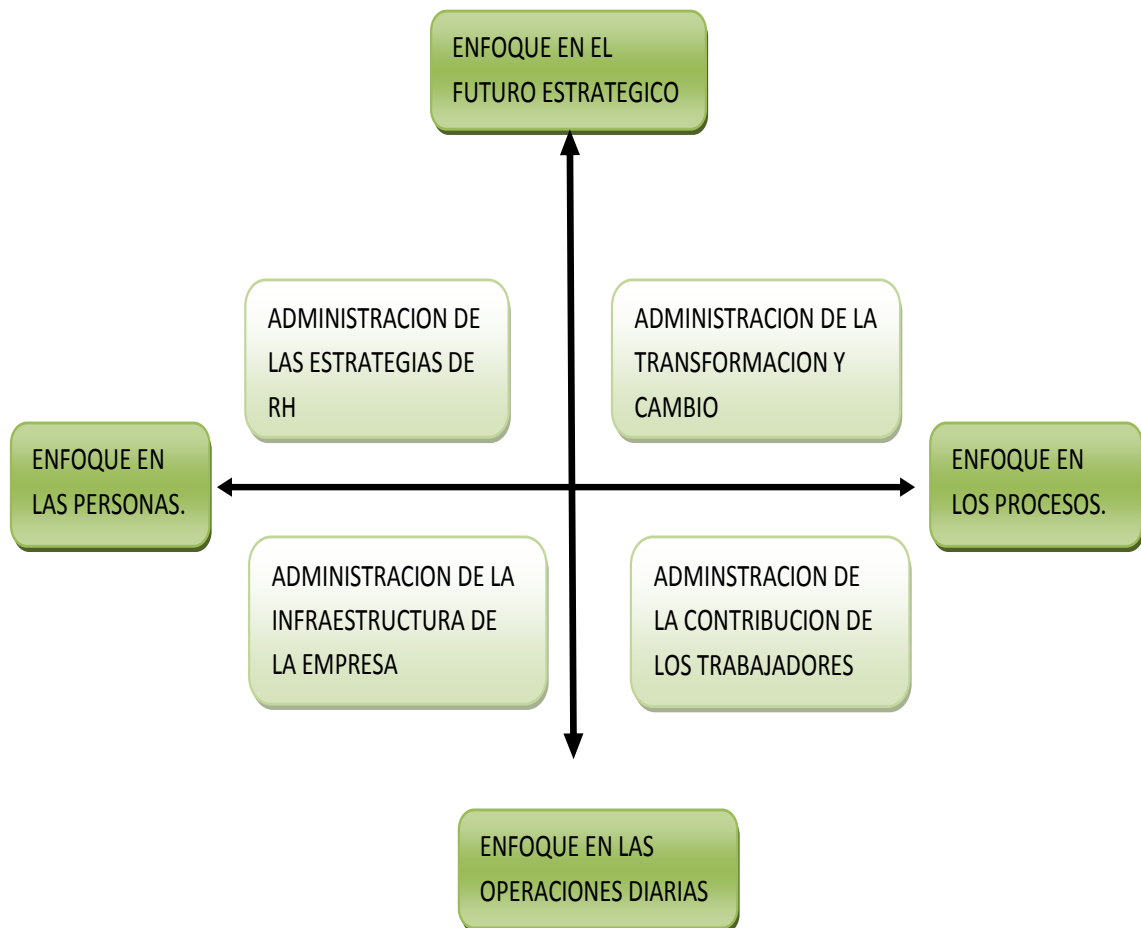 ENFOQUE EN EL
FUTURO ESTRATEGICO
ADMINISTRACION DE
LAS ESTRATEGIAS DE
RH
ADMINISTRACION DE LA
TRANSFORMACION Y
CAMBIO
ENFOQUE EN
LAS PERSONAS.
ENFOQUE EN
LOS PROCESOS.
ADMINISTRACION DE LA
INFRAESTRUCTURA DE
LA EMPRESA
ADMINSTRACION DE
LA CONTRIBUCION DE
LOS TRABAJADORES
ENFOQUE EN LAS
OPERACIONES DIARIAS